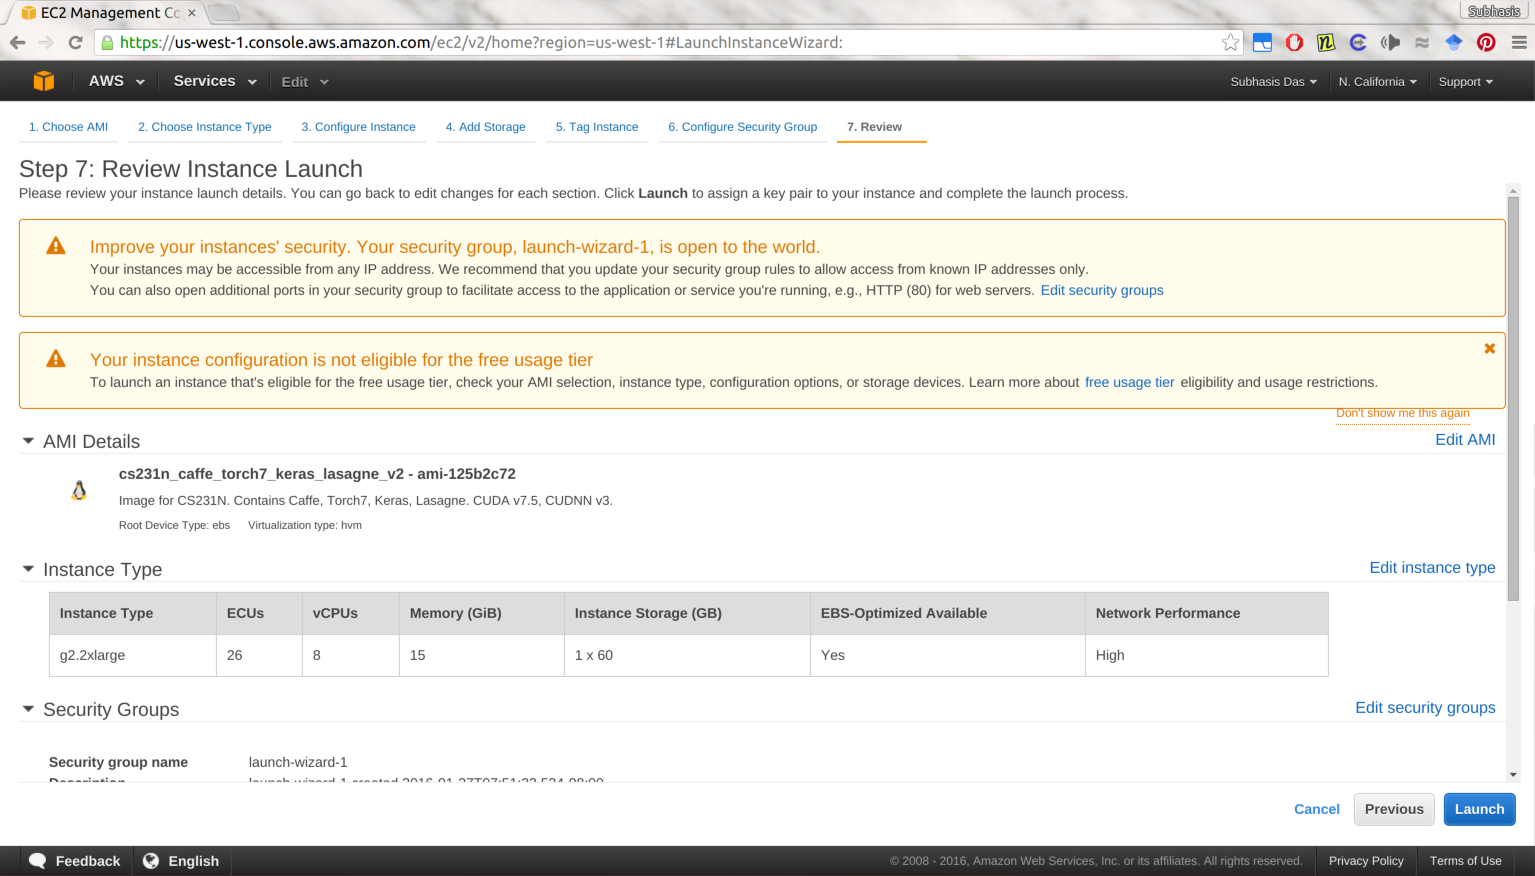 EC2 Management Co
Subhasis
https://us-west-1.console.aws.amazon.com/ec2/v2/home?region=us-west-1#LaunchInstanceWizard:
AWS Services Edit Subhasis Das N. California Support
1. Choose AMI 2. Choose Instance Type 3. Configure Instance 4. Add Storage 5. Tag Instance 6. Configure Security Group 7. Review
Step 7: Review Instance Launch
Please review your instance launch details. You can go back to edit changes for each section. Click Launch to assign a key pair to your instance and complete the launch process.
Improve your instances' security. Your security group, launch-wizard-1, is open to the world.
Your instances may be accessible from any IP address. We recommend that you update your security group rules to allow access from known IP addresses only.
You can also open additional ports in your security group to facilitate access to the application or service you're running, e.g., HTTP (80) for web servers. Edit security groups
Your instance configuration is not eligible for the free usage tier
To launch an instance that's eligible for the free usage tier, check your AMI selection, instance type, configuration options, or storage devices. Learn more about free usage tier eligibility and usage restrictions.
Don't show me this again
AMI Details Edit AMI
cs231n_caffe_torch7_keras_lasagne_v2 - ami-125b2c72
Image for CS231N. Contains Caffe, Torch7, Keras, Lasagne. CUDA v7.5, CUDNN v3.
Root Device Type: ebs Virtualization type: hvm
Instance Type Edit instance type
Instance Type ECUs vCPUs Memory (GiB) Instance Storage (GB) EBS-Optimized Available Network Performance
g2.2xlarge 26 8 15 1 x 60 Yes High
Security Groups Edit security groups
Security group name launch-wizard-1
Description launch-wizard-1 created
Cancel Previous Launch
Feedback English © 2008 - 2016, Amazon Web Services, Inc. or its affiliates. All rights reserved. Privacy Policy Terms of Use